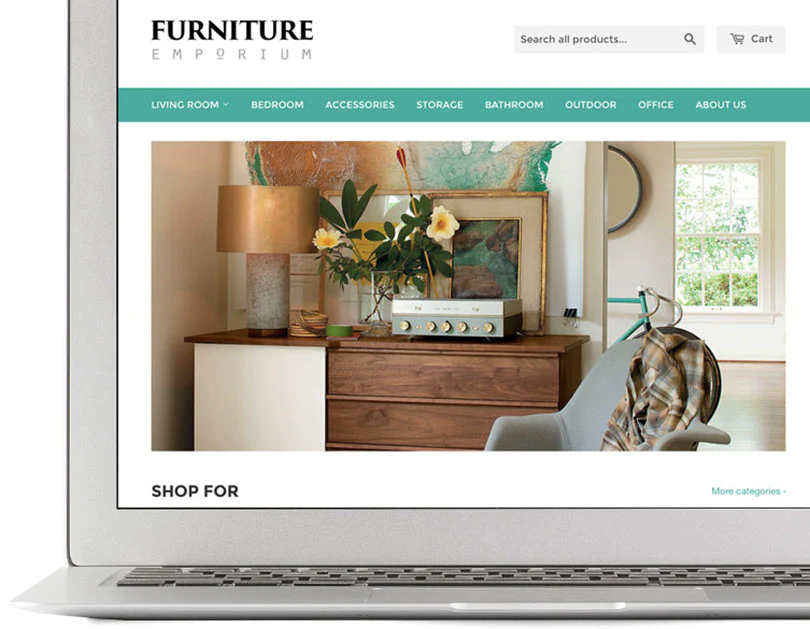 FURNITURE
EMPORIUM
Search all products...
Cart
LIVING ROOM BEDROOM ACCESSORIES STORAGE BATHROOM OUTDOOR OFFICE ABOUT US
SHOP FOR
More categories ›